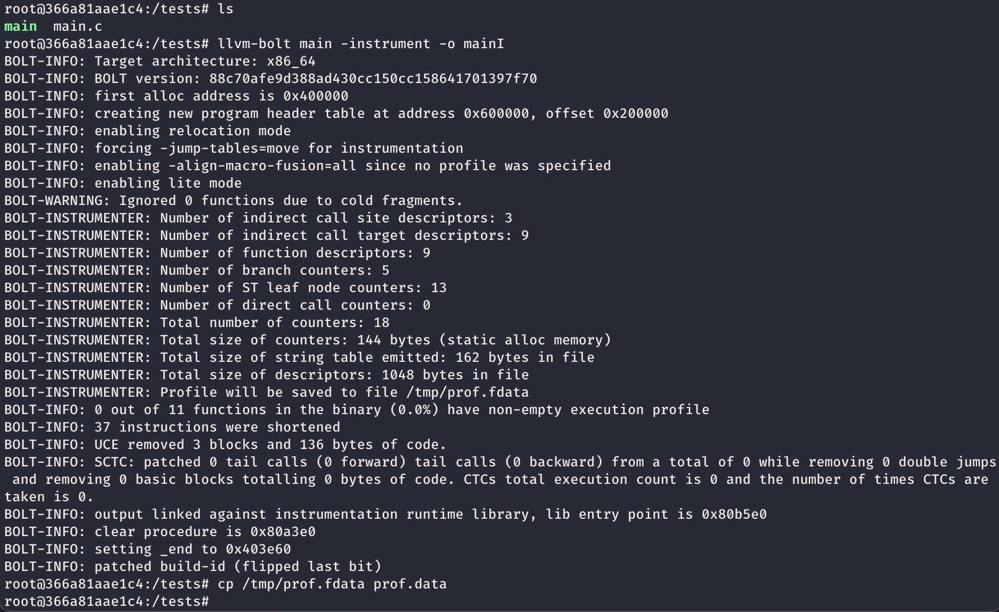 root@366a81aae1c4:/tests# ls
main  main.c
root@366a81aae1c4:/tests# llvm-bolt main -instrument -o mainI
BOLT-INFO: Target architecture: x86_64
BOLT-INFO: BOLT version: 88c70afe9d388ad430cc150cc158641701397f70
BOLT-INFO: first alloc address is 0x400000
BOLT-INFO: creating new program header table at address 0x600000, offset 0x200000
BOLT-INFO: enabling relocation mode
BOLT-INFO: forcing -jump-tables=move for instrumentation
BOLT-INFO: enabling -align-macro-fusion=all since no profile was specified
BOLT-INFO: enabling lite mode
BOLT-WARNING: Ignored 0 functions due to cold fragments.
BOLT-INSTRUMENTER: Number of indirect call site descriptors: 3
BOLT-INSTRUMENTER: Number of indirect call target descriptors: 9
BOLT-INSTRUMENTER: Number of function descriptors: 9
BOLT-INSTRUMENTER: Number of branch counters: 5
BOLT-INSTRUMENTER: Number of ST leaf node counters: 13
BOLT-INSTRUMENTER: Number of direct call counters: 0
BOLT-INSTRUMENTER: Total number of counters: 18
BOLT-INSTRUMENTER: Total size of counters: 144 bytes (static alloc memory)
BOLT-INSTRUMENTER: Total size of string table emitted: 162 bytes in file
BOLT-INSTRUMENTER: Total size of descriptors: 1048 bytes in file
BOLT-INSTRUMENTER: Profile will be saved to file /tmp/prof.fdata
BOLT-INFO: 0 out of 11 functions in the binary (0.0%) have non-empty execution profile
BOLT-INFO: 37 instructions were shortened
BOLT-INFO: UCE removed 3 blocks and 136 bytes of code.
BOLT-INFO: SCTC: patched 0 tail calls (0 forward) tail calls (0 backward) from a total of 0 while removing 0 double jumps
 and removing 0 basic blocks totalling 0 bytes of code. CTCs total execution count is 0 and the number of times CTCs are
taken is 0.
BOLT-INFO: output linked against instrumentation runtime library, lib entry point is 0x80b5e0
BOLT-INFO: clear procedure is 0x80a3e0
BOLT-INFO: setting _end to 0x403e60
BOLT-INFO: patched build-id (flipped last bit)
root@366a81aae1c4:/tests# cp /tmp/prof.fdata prof.data
root@366a81aae1c4:/tests#